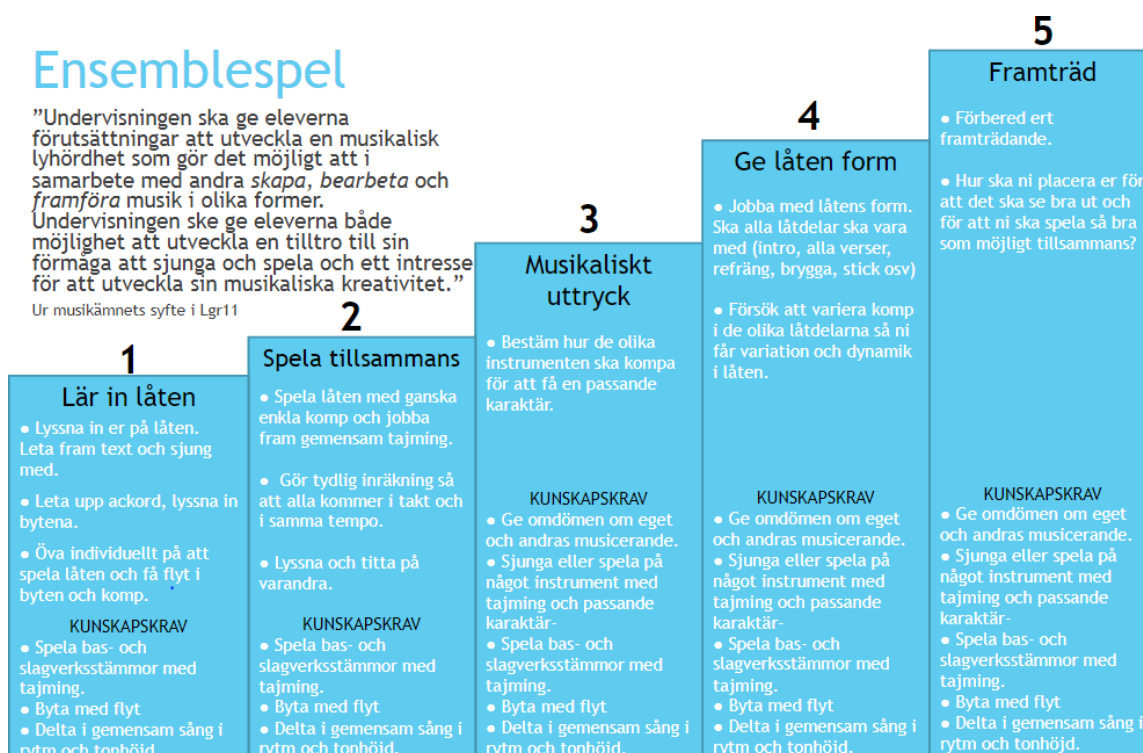 Ensemblespel
”Undervisningen ska ge eleverna
förutsättningar att utveckla en musikalisk
lyhördhet som gör det möjligt att i
samarbete med andra skapa, bearbeta och
framföra musik i olika former.
Undervisningen ske ge eleverna både
möjlighet att utveckla en tilltro till sin
förmåga att sjunga och spela och ett intresse
för att utveckla sin musikaliska kreativitet.”
Ur musikämnets syfte i Lgr11
1
Lär in låten
• Lyssna in er på låten.
Leta fram text och sjung
med.
• Leta upp ackord, lyssna in
bytena.
• Öva individuellt på att
spela låten och få flyt i
byten och komp.
KUNSKAPSKRAV
• Spela bas- och
slagverksstämmor med
tajming.
• Byta med flyt
• Delta i gemensam sång i
rytm och tonhöjd
2
Spela tillsammans
• Spela låten med ganska
enkla komp och jobba
fram gemensam tajming.
• Gör tydlig inräkning så
att alla kommer i takt och
i samma tempo.
• Lyssna och titta på
varandra.
KUNSKAPSKRAV
• Spela bas- och
slagverksstämmor med
tajming.
• Byta med flyt
• Delta i gemensam sång i
rytm och tonhöjd.
3
Musikaliskt
uttryck
• Bestäm hur de olika
instrumenten ska kompa
för att få en passande
karaktär.
KUNSKAPSKRAV
• Ge omdömen om eget
och andras musicerande.
• Sjunga eller spela på
något instrument med
tajming och passande
karaktär-
• Spela bas- och
slagverksstämmor med
tajming.
• Byta med flyt
• Delta i gemensam sång i
rytm och tonhöjd.
4
Ge låten form
• Jobba med låtens form.
Ska alla låtdelar ska vara
med (intro, alla verser,
refräng, brygga, stick osv)
• Försök att variera komp
i de olika låtdelarna så ni
får variation och dynamik
i låten.
KUNSKAPSKRAV
• Ge omdömen om eget
och andras musicerande.
• Sjunga eller spela på
något instrument med
tajming och passande
karaktär-
• Spela bas- och
slagverksstämmor med
tajming.
• Byta med flyt
• Delta i gemensam sång i
rytm och tonhöjd.
5
Framträd
• Förbered ert
framträdande.
• Hur ska ni placera er för
att det ska se bra ut och
för att ni ska spela så bra
som möjligt tillsammans?
KUNSKAPSKRAV
• Ge omdömen om eget
och andras musicerande.
• Sjunga eller spela på
något instrument med
tajming och passande
karaktär-
• Spela bas- och
slagverksstämmor med
tajming.
• Byta med flyt
• Delta i gemensam sång i
rytm och tonhöjd.